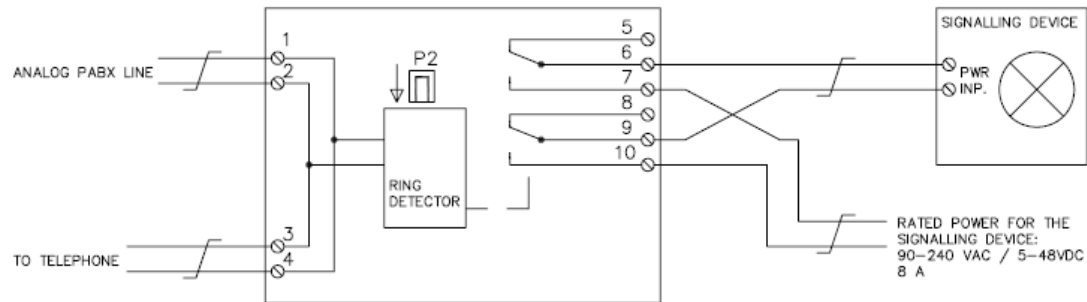 ANALOG PABX LINE
1
2
P2
RING
DETECTOR
3
4
TO TELEPHONE
5
6
7
8
9
10
SIGNALLING DEVICE
PWR
INP.
RATED POWER FOR THE
SIGNALLING DEVICE:
90-240 VAC / 5-48VDC
8 A